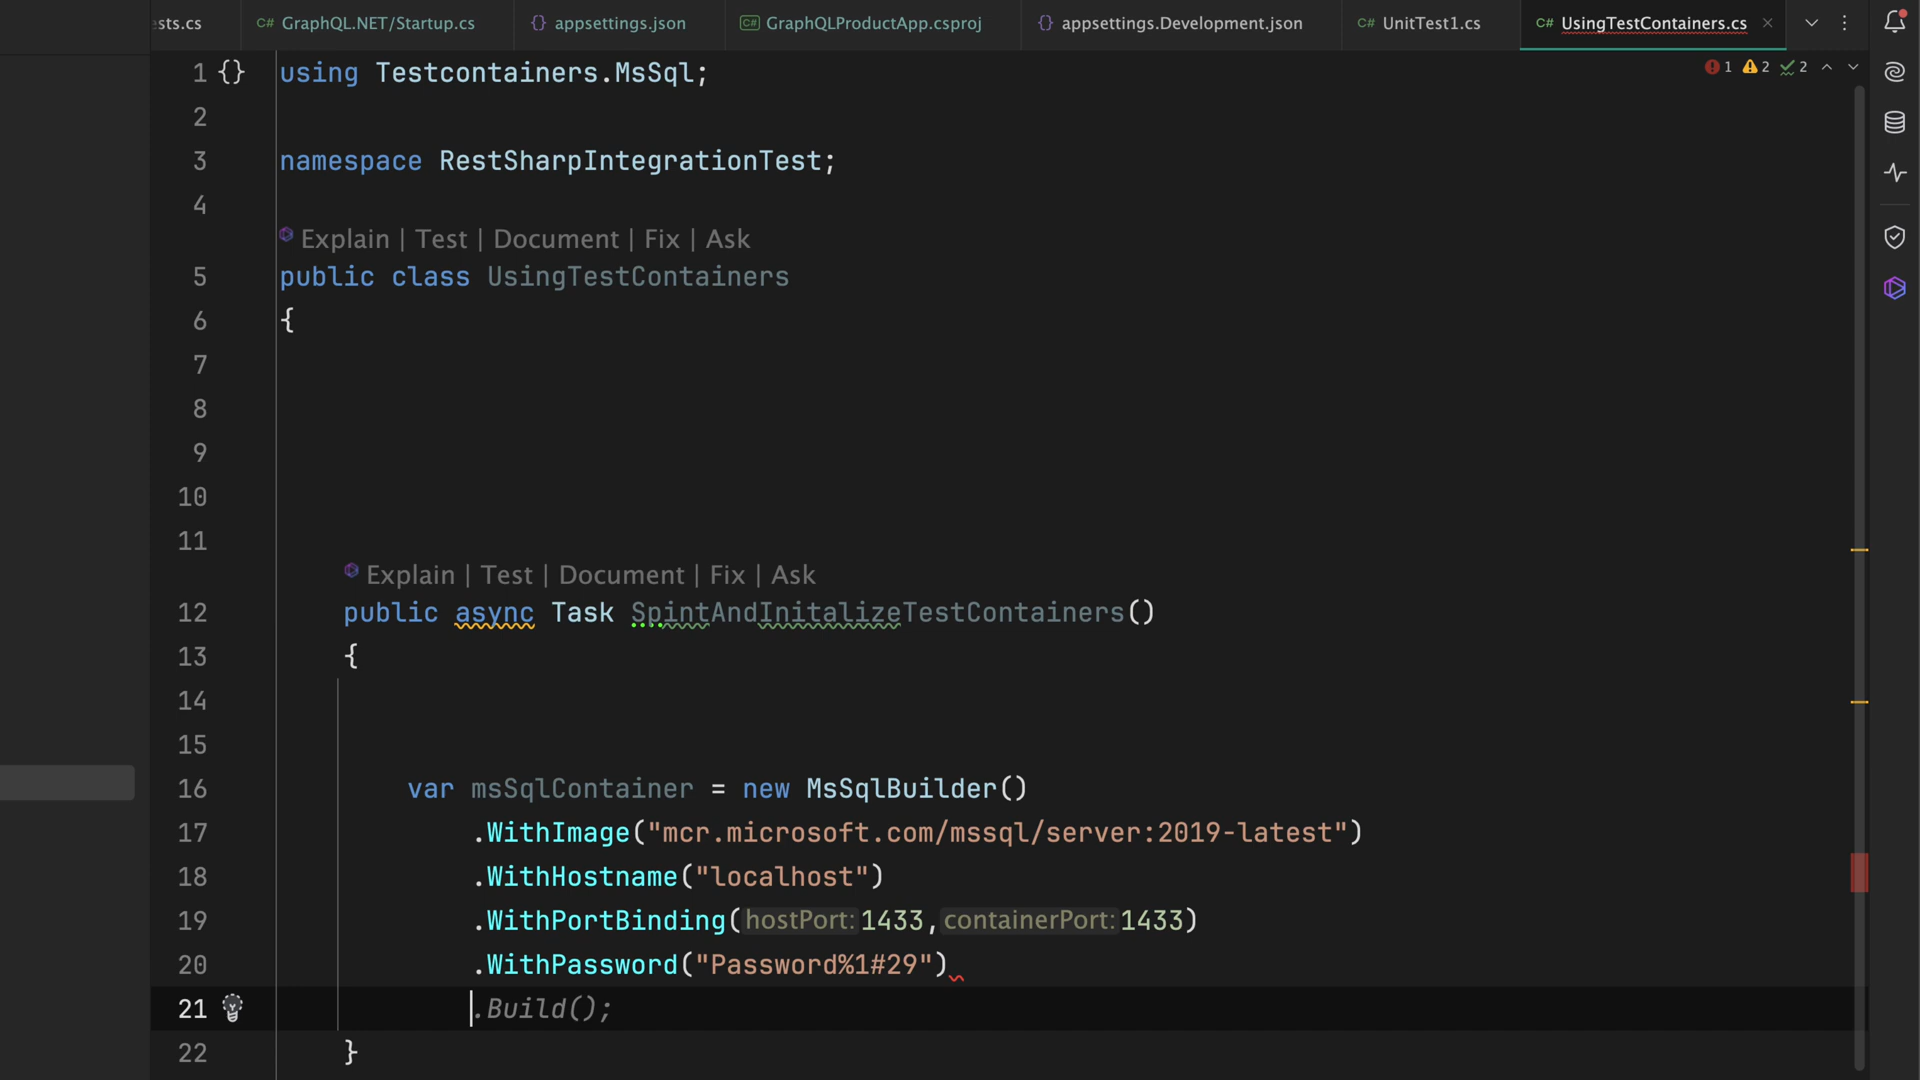 ests.cs C# GraphQL.NET/Startup.cs {} appsettings.json C# GraphQLProductApp.csproj {} appsettings.Development.json C# UnitTest1.cs C# UsingTestContainers.cs
1 {} using Testcontainers.MsSql; 1 2 2
2
3 namespace RestSharpIntegrationTest;
4
Explain | Test | Document | Fix | Ask
5 public class UsingTestContainers
6 {
7
8
9
10
11
Explain | Test | Document | Fix | Ask
12 public async Task SpintAndInitalizeTestContainers()
13 {
14
15
16 var msSqlContainer = new MsSqlBuilder()
17 .WithImage("mcr.microsoft.com/mssql/server:2019-latest")
18 .WithHostname("localhost")
19 .WithPortBinding(hostPort:1433,containerPort:1433)
20 .WithPassword("Password%1#29")
21 .Build();
22 }